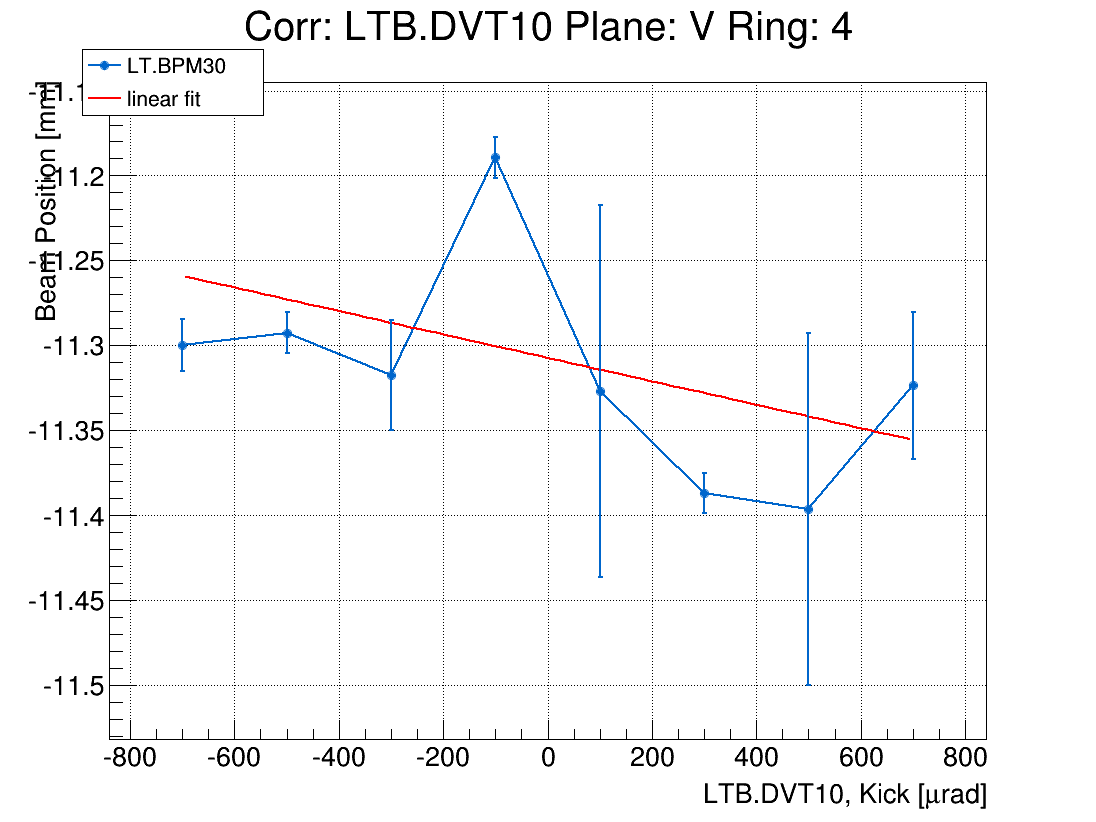 Corr: LTB.DVT10 Plane: V Ring: 4
LT.BPM30
linear fit
Beam Position [mm]
-11.2
-11.25
-11.3
-11.35
-11.4
-11.45
-11.5
-800 -600 -400 -200 0 200 400 600 800
LTB.DVT10, Kick [μrad]